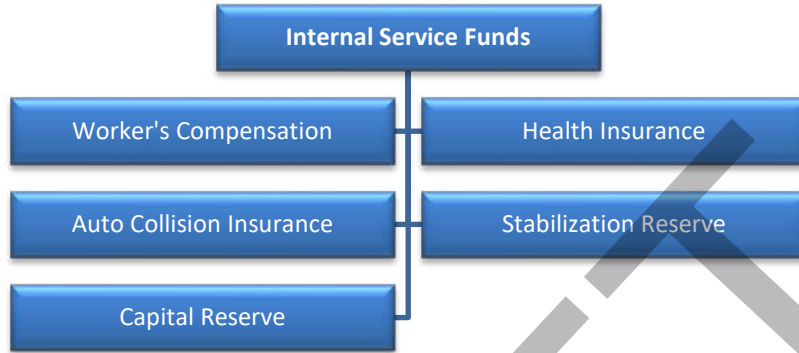 Internal Service Funds
Worker's Compensation
Health Insurance
Auto Collision Insurance
Stabilization Reserve
Capital Reserve